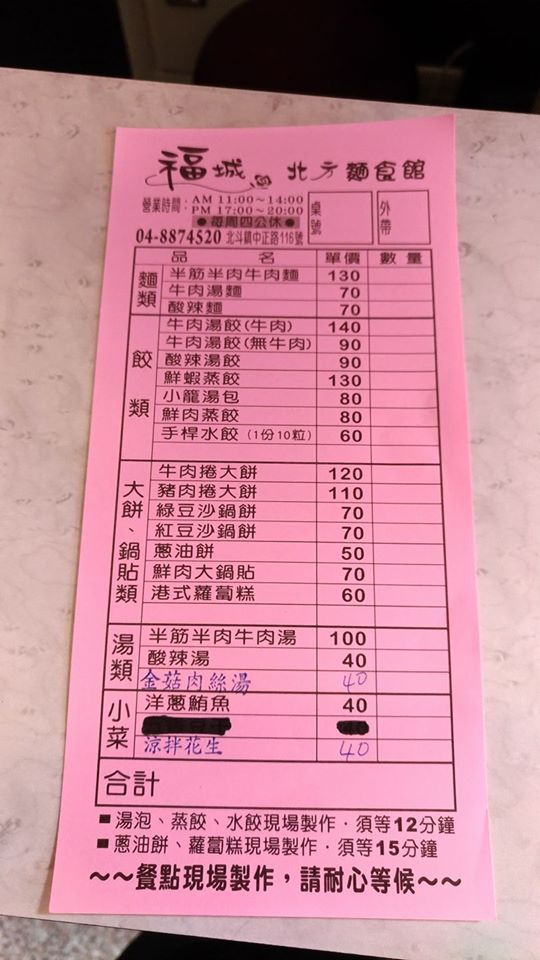 福城 北方麵食館
營業時間: AM 11:00~14:00
PM 17:00~20:00
●每周四公休●
04-8874520 北斗鎮中正路116號
桌號
外帶
品名 單價 數量
麵類
半筋半肉牛肉麵 130
牛肉湯麵 70
酸辣麵 70
餃類
牛肉湯餃(牛肉) 140
牛肉湯餃(無牛肉) 90
酸辣湯餃 90
鮮蝦蒸餃 130
小籠湯包 80
鮮肉蒸餃 80
手桿水餃 (1份10粒) 60
大餅、鍋貼類
牛肉捲大餅 120
豬肉捲大餅 110
綠豆沙鍋餅 70
紅豆沙鍋餅 70
蔥油餅 50
鮮肉大鍋貼 70
港式蘿蔔糕 60
湯類
半筋半肉牛肉湯 100
酸辣湯 40
金菇肉絲湯 40
小菜
洋蔥鮪魚 40
涼拌花生 40
合計
■湯泡、蒸餃、水餃現場製作,須等12分鐘
■蔥油餅、蘿蔔糕現場製作,須等15分鐘
~~餐點現場製作,請耐心等候~~